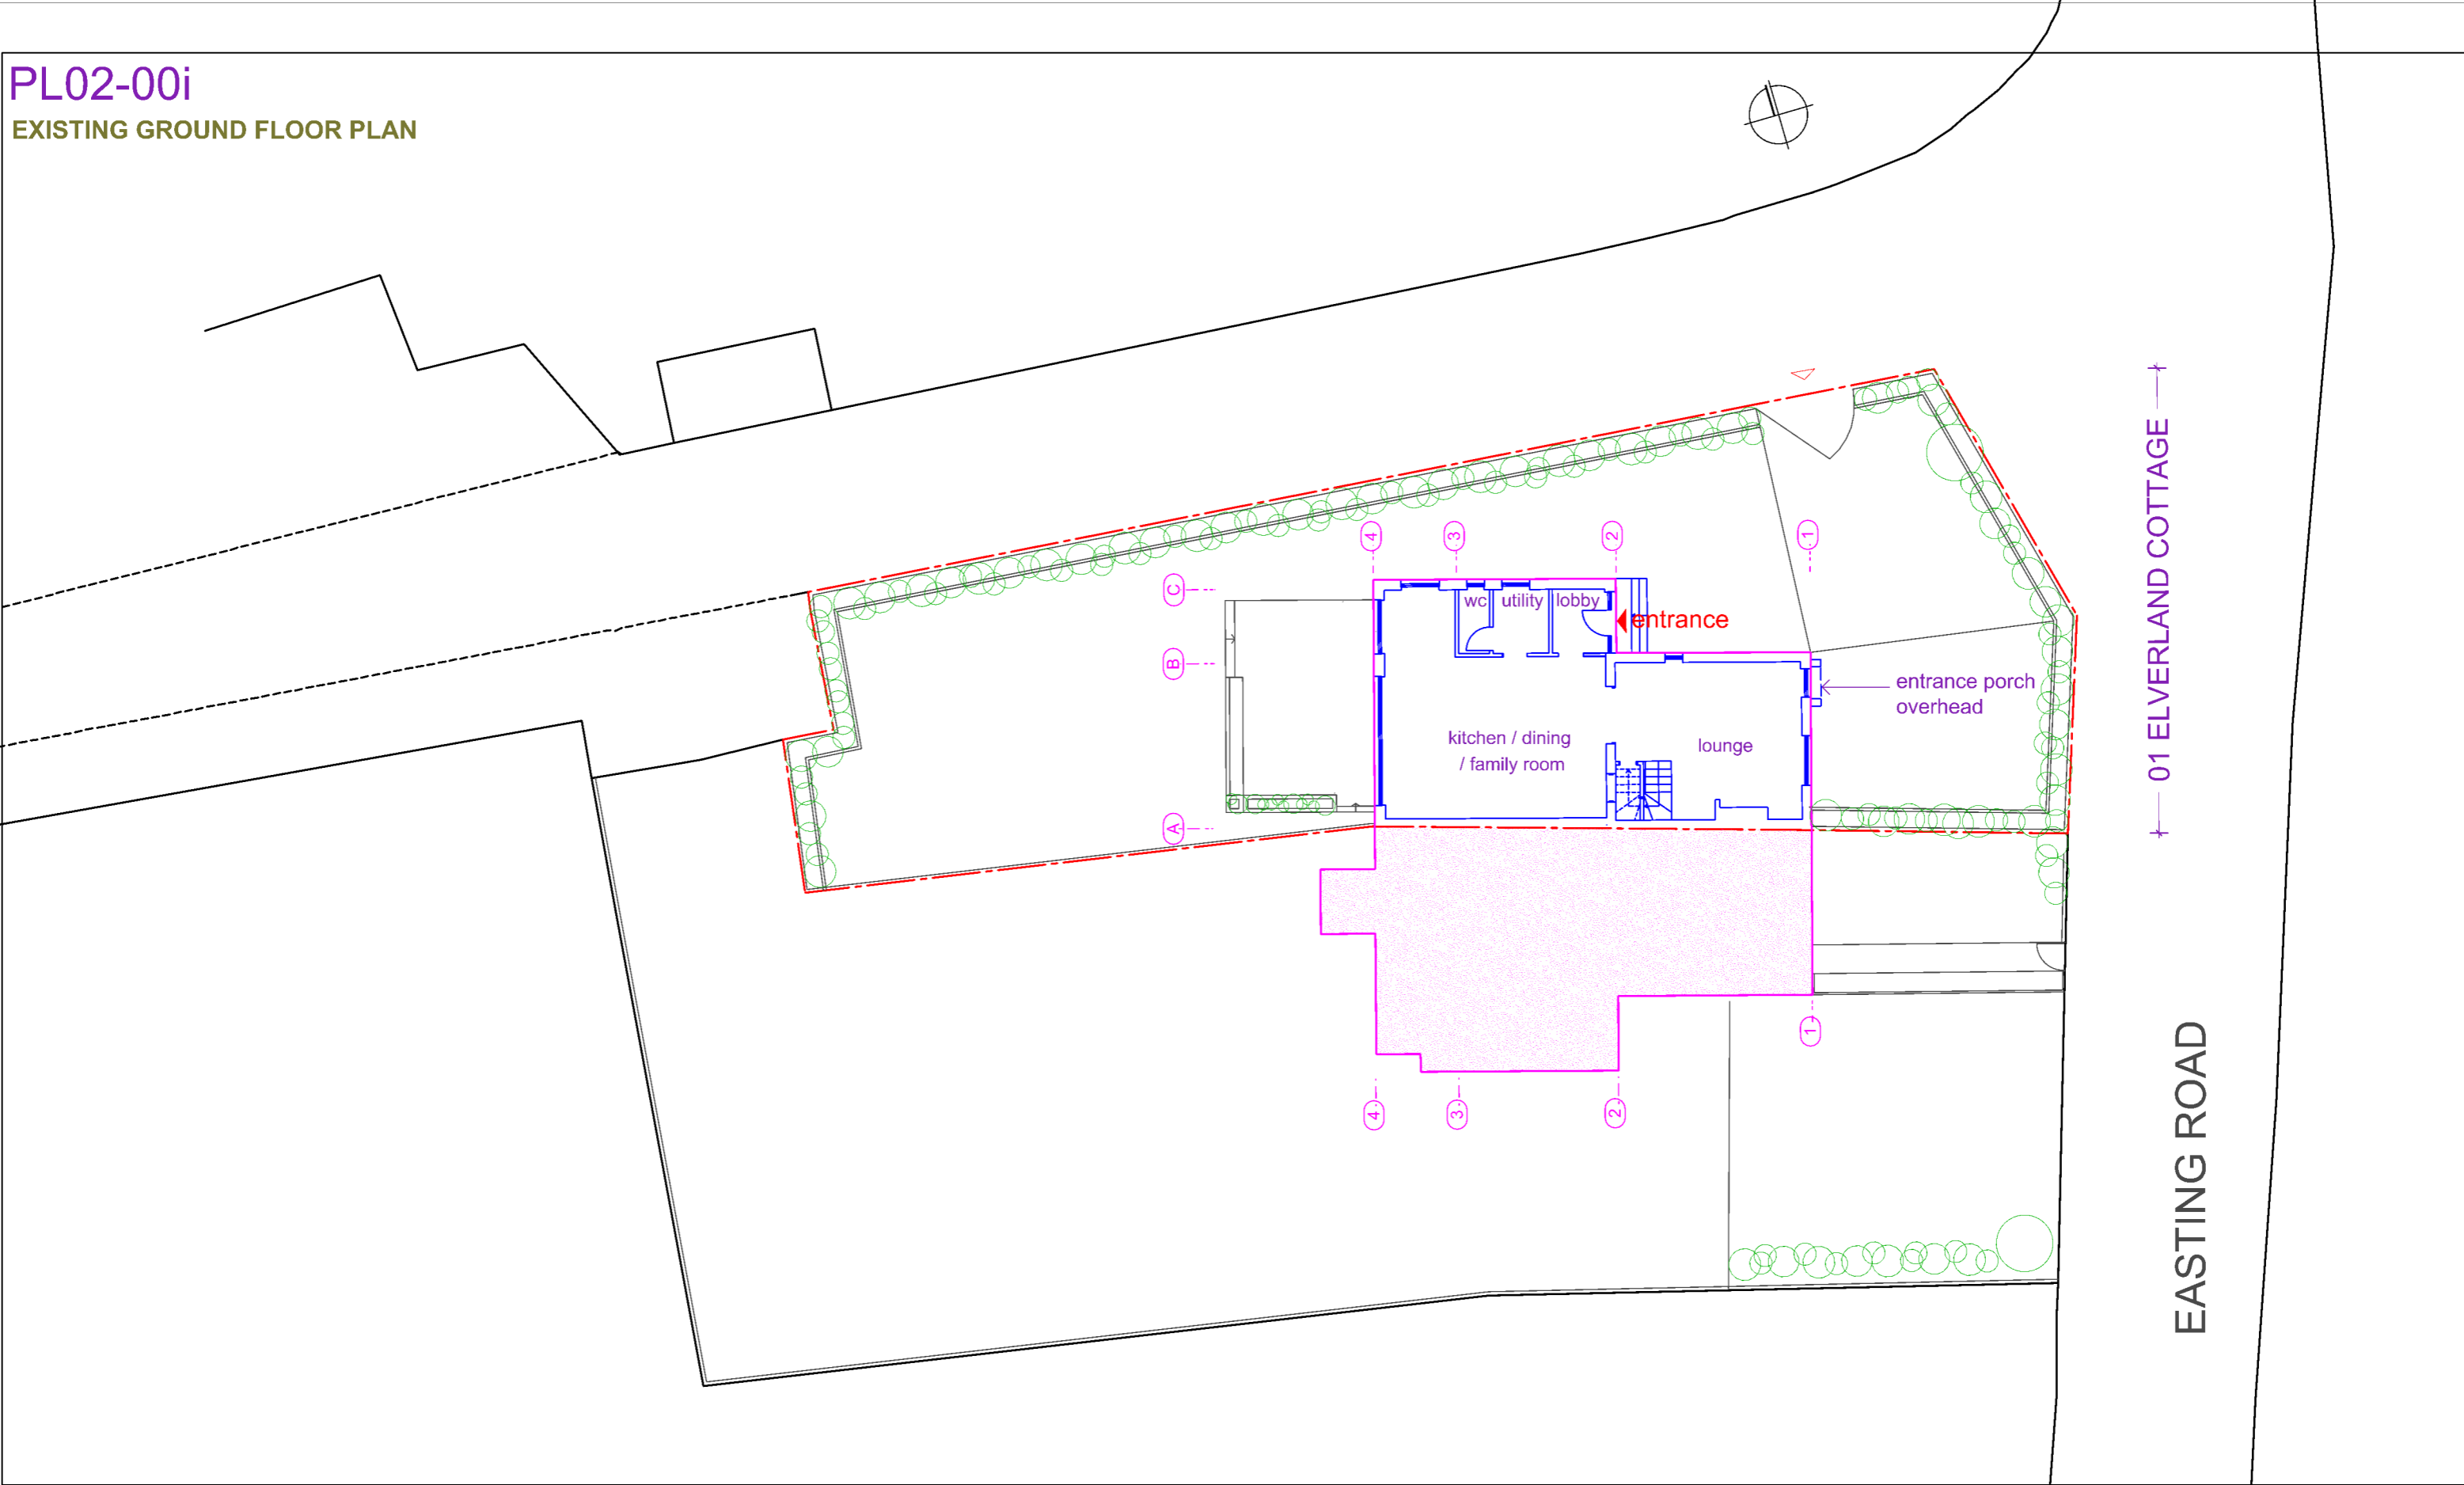 PL02-00i
EXISTING GROUND FLOOR PLAN
4
3
2
1
C
B
A
wc
utility
lobby
entrance
entrance porch
overhead
kitchen / dining
/ family room
lounge
01 ELVERLAND COTTAGE
1
4
3
2
EASTING ROAD